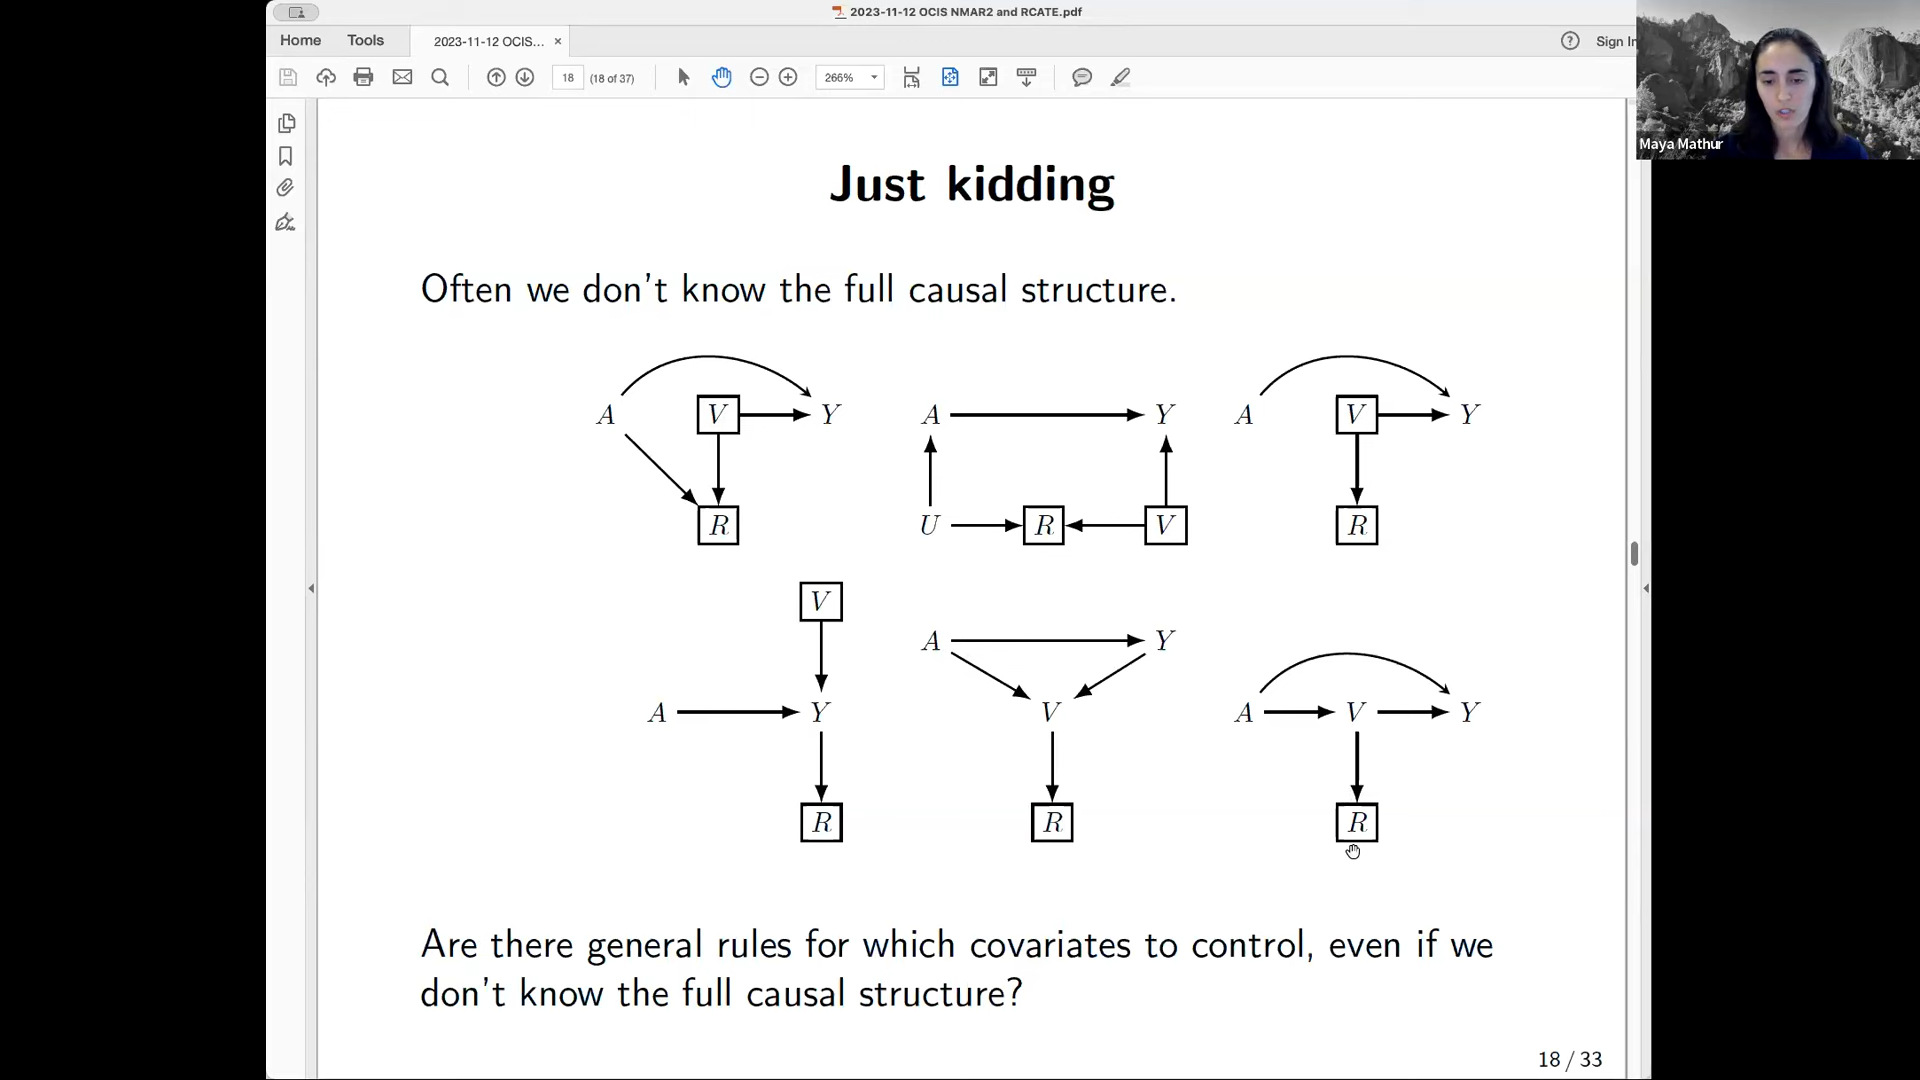 2023-11-12 OCIS NMAR2 and RCATE.pdf
Home Tools 2023-11-12 OCIS... × Sign In
18 (18 of 37) 266%
Maya Mathur
Just kidding
Often we don't know the full causal structure.
A V Y A Y A V Y
R U R V R
V
A Y
A Y V A V Y
R R R
Are there general rules for which covariates to control, even if we
don't know the full causal structure?
18 / 33